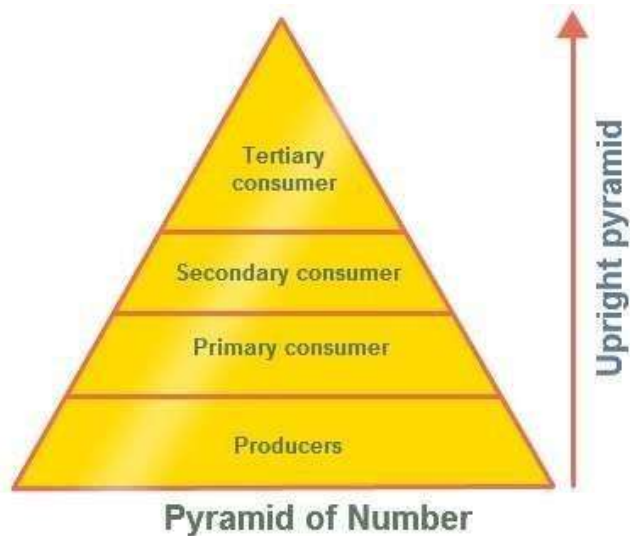 Tertiary
consumer
Secondary consumer
Primary consumer
Producers
Upright pyramid
Pyramid of Number